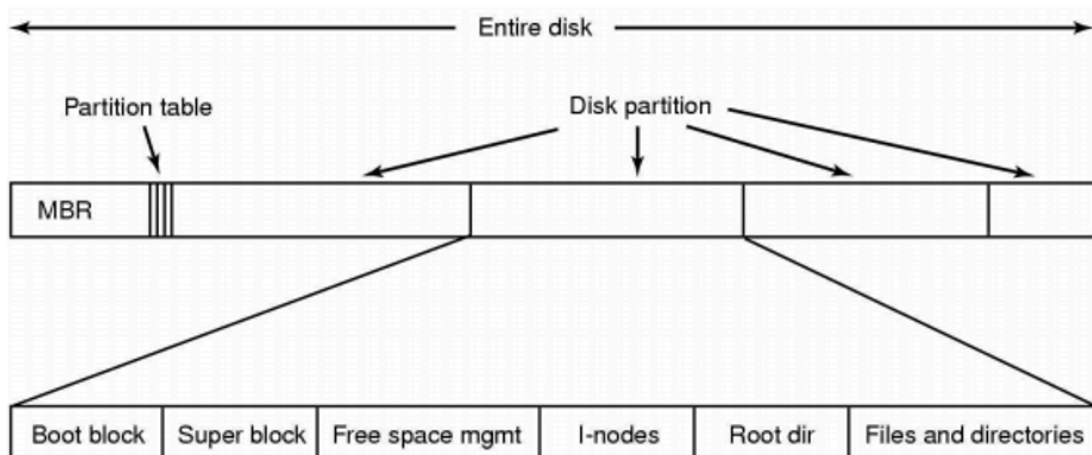 Entire disk
Partition table
Disk partition
MBR
Boot block
Super block
Free space mgmt
I-nodes
Root dir
Files and directories